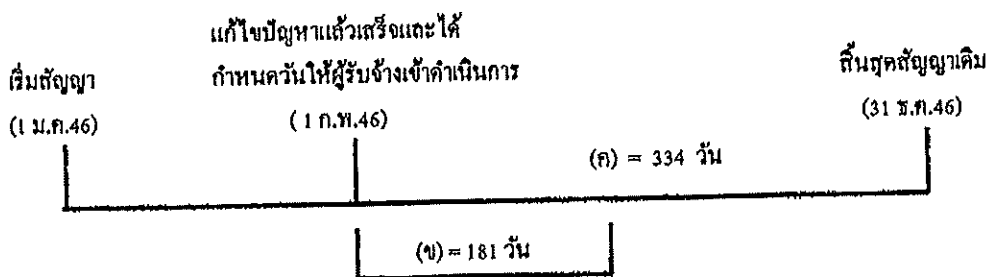 แก้ไขปัญหาแล้วเสร็จและได้
เริ่มสัญญา กำหนดวันให้ผู้รับจ้างเข้าดำเนินการ สิ้นสุดสัญญาเดิม
(1 ม.ค.46) (1 ก.พ.46) (31 ธ.ค.46)
(ค) = 334 วัน
(ข) = 181 วัน